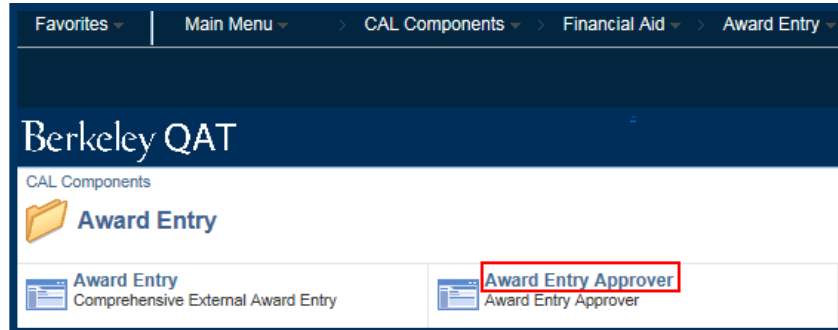 Favorites Main Menu > CAL Components > Financial Aid > Award Entry
Berkeley QAT
CAL Components
Award Entry
Award Entry
Comprehensive External Award Entry
Award Entry Approver
Award Entry Approver